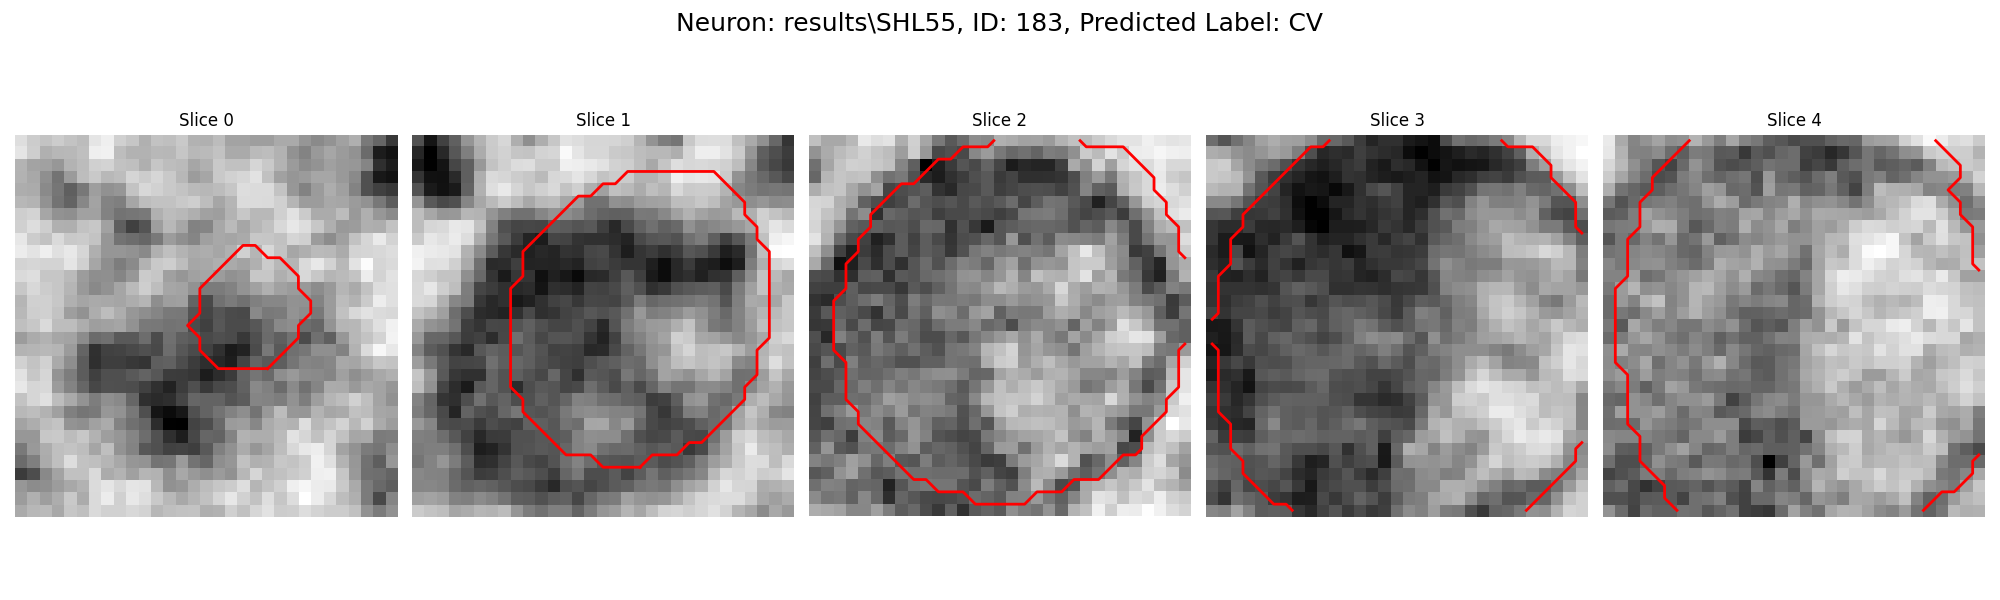 Neuron: results\SHL55, ID: 183, Predicted Label: CV
Slice 0
Slice 1
Slice 2
Slice 3
Slice 4